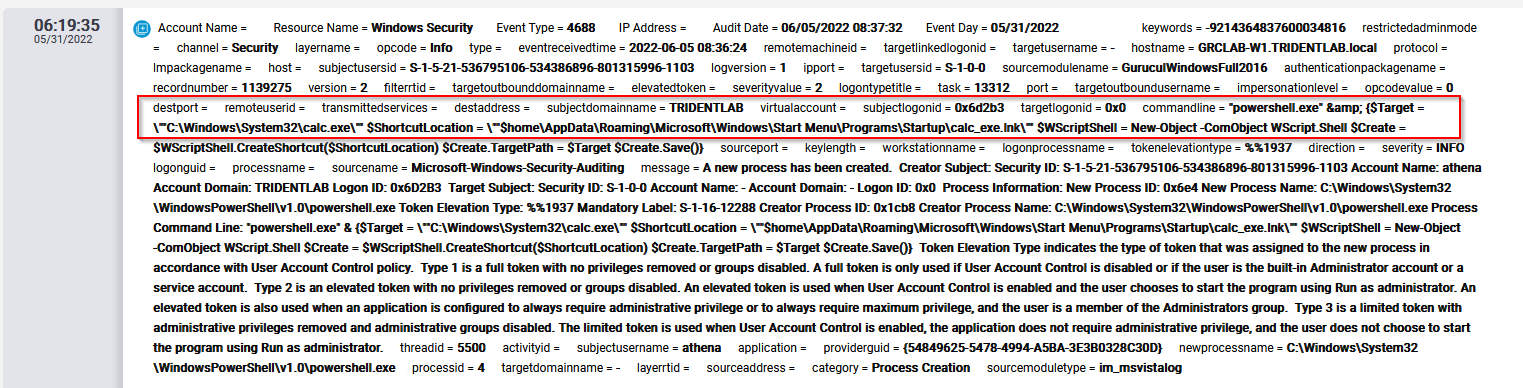 06:19:35
05/31/2022
Account Name = Resource Name = Windows Security Event Type = 4688 IP Address = Audit Date = 06/05/2022 08:37:32 Event Day = 05/31/2022 keywords = -9214364837600034816 restrictedadminmode
= channel = Security layername = opcode = Info type = eventreceivedtime = 2022-06-05 08:36:24 remotemachineid = targetlinkedlogonid = targetusername = - hostname = GRCLAB-W1.TRIDENTLAB.local protocol =
lmpackagename = host = subjectusersid = S-1-5-21-536795106-534386896-801315996-1103 logversion = 1 ipport = targetusersid = S-1-0-0 sourcemodulename = GuruculWindowsFull2016 authenticationpackagename =
recordnumber = 1139275 version = 2 filterrtid = targetoutbounddomainname = elevatedtoken = severityvalue = 2 logontypetitle = task = 13312 port = targetoutboundusername = impersonationlevel = opcodevalue = 0
destport = remoteuserid = transmittedservices = destaddress = subjectdomainname = TRIDENTLAB virtualaccount = subjectlogonid = 0x6d2b3 targetlogonid = 0x0 commandline = "powershell.exe" &amp; {$Target =
\""C:\Windows\System32\calc.exe\"" $ShortcutLocation = \""$home\AppData\Roaming\Microsoft\Windows\Start Menu\Programs\Startup\calc_exe.lnk\"" $WScriptShell = New-Object -ComObject WScript.Shell $Create =
$WScriptShell.CreateShortcut($ShortcutLocation) $Create.TargetPath = $Target $Create.Save()} sourceport = keylength = workstationname = logonprocessname = tokenelevationtype = %%1937 direction = severity = INFO
logonguid = processname = sourcename = Microsoft-Windows-Security-Auditing message = A new process has been created. Creator Subject: Security ID: S-1-5-21-536795106-534386896-801315996-1103 Account Name: athena
Account Domain: TRIDENTLAB Logon ID: 0x6D2B3 Target Subject: Security ID: S-1-0-0 Account Name: - Account Domain: - Logon ID: 0x0 Process Information: New Process ID: 0x6e4 New Process Name: C:\Windows\System32
\WindowsPowerShell\v1.0\powershell.exe Token Elevation Type: %%1937 Mandatory Label: S-1-16-12288 Creator Process ID: 0x1cb8 Creator Process Name: C:\Windows\System32\WindowsPowerShell\v1.0\powershell.exe Process
Command Line: "powershell.exe" & {$Target = \""C:\Windows\System32\calc.exe\"" $ShortcutLocation = \""$home\AppData\Roaming\Microsoft\Windows\Start Menu\Programs\Startup\calc_exe.lnk\"" $WScriptShell = New-Object
-ComObject WScript.Shell $Create = $WScriptShell.CreateShortcut($ShortcutLocation) $Create.TargetPath = $Target $Create.Save()} Token Elevation Type indicates the type of token that was assigned to the new process in
accordance with User Account Control policy. Type 1 is a full token with no privileges removed or groups disabled. A full token is only used if User Account Control is disabled or if the user is the built-in Administrator account or a
service account. Type 2 is an elevated token with no privileges removed or groups disabled. An elevated token is used when User Account Control is enabled and the user chooses to start the program using Run as administrator. An
elevated token is also used when an application is configured to always require administrative privilege or to always require maximum privilege, and the user is a member of the Administrators group. Type 3 is a limited token with
administrative privileges removed and administrative groups disabled. The limited token is used when User Account Control is enabled, the application does not require administrative privilege, and the user does not choose to start
the program using Run as administrator. threadid = 5500 activityid = subjectusername = athena application = providerguid = {54849625-5478-4994-A5BA-3E3B0328C30D} newprocessname = C:\Windows\System32
\WindowsPowerShell\v1.0\powershell.exe processid = 4 targetdomainname = - layerrtid = sourceaddress = category = Process Creation sourcemoduletype = im_msvistalog